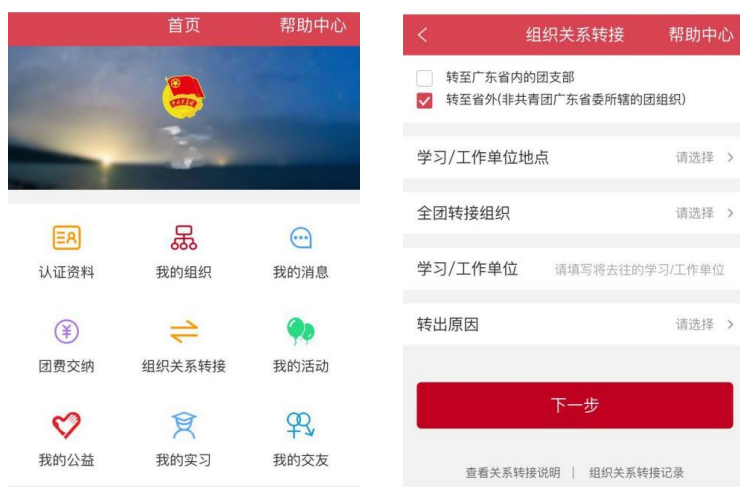 首页 帮助中心
认证资料 我的组织 我的消息
团费交纳 组织关系转接 我的活动
我的公益 我的实习 我的交友
组织关系转接 帮助中心
转至广东省内的团支部
转至省外(非共青团广东省委所辖的团组织)
学习/工作单位地点 请选择
全团转接组织 请选择
学习/工作单位 请填写将去往的学习/工作单位
转出原因 请选择
下一步
查看关系转接说明 | 组织关系转接记录